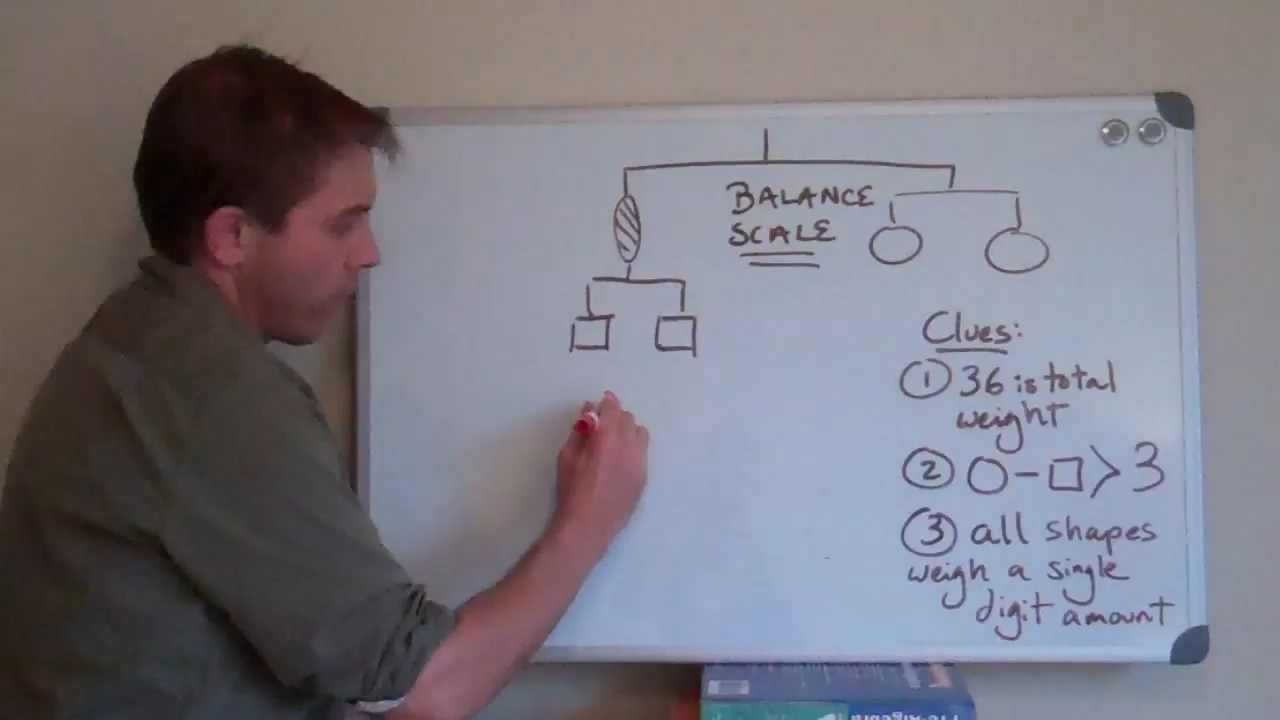 BALANCE
SCALE
Clues:
① 36 is total
weight
② ○ − □ > 3
③ all shapes
weigh a single
digit amount